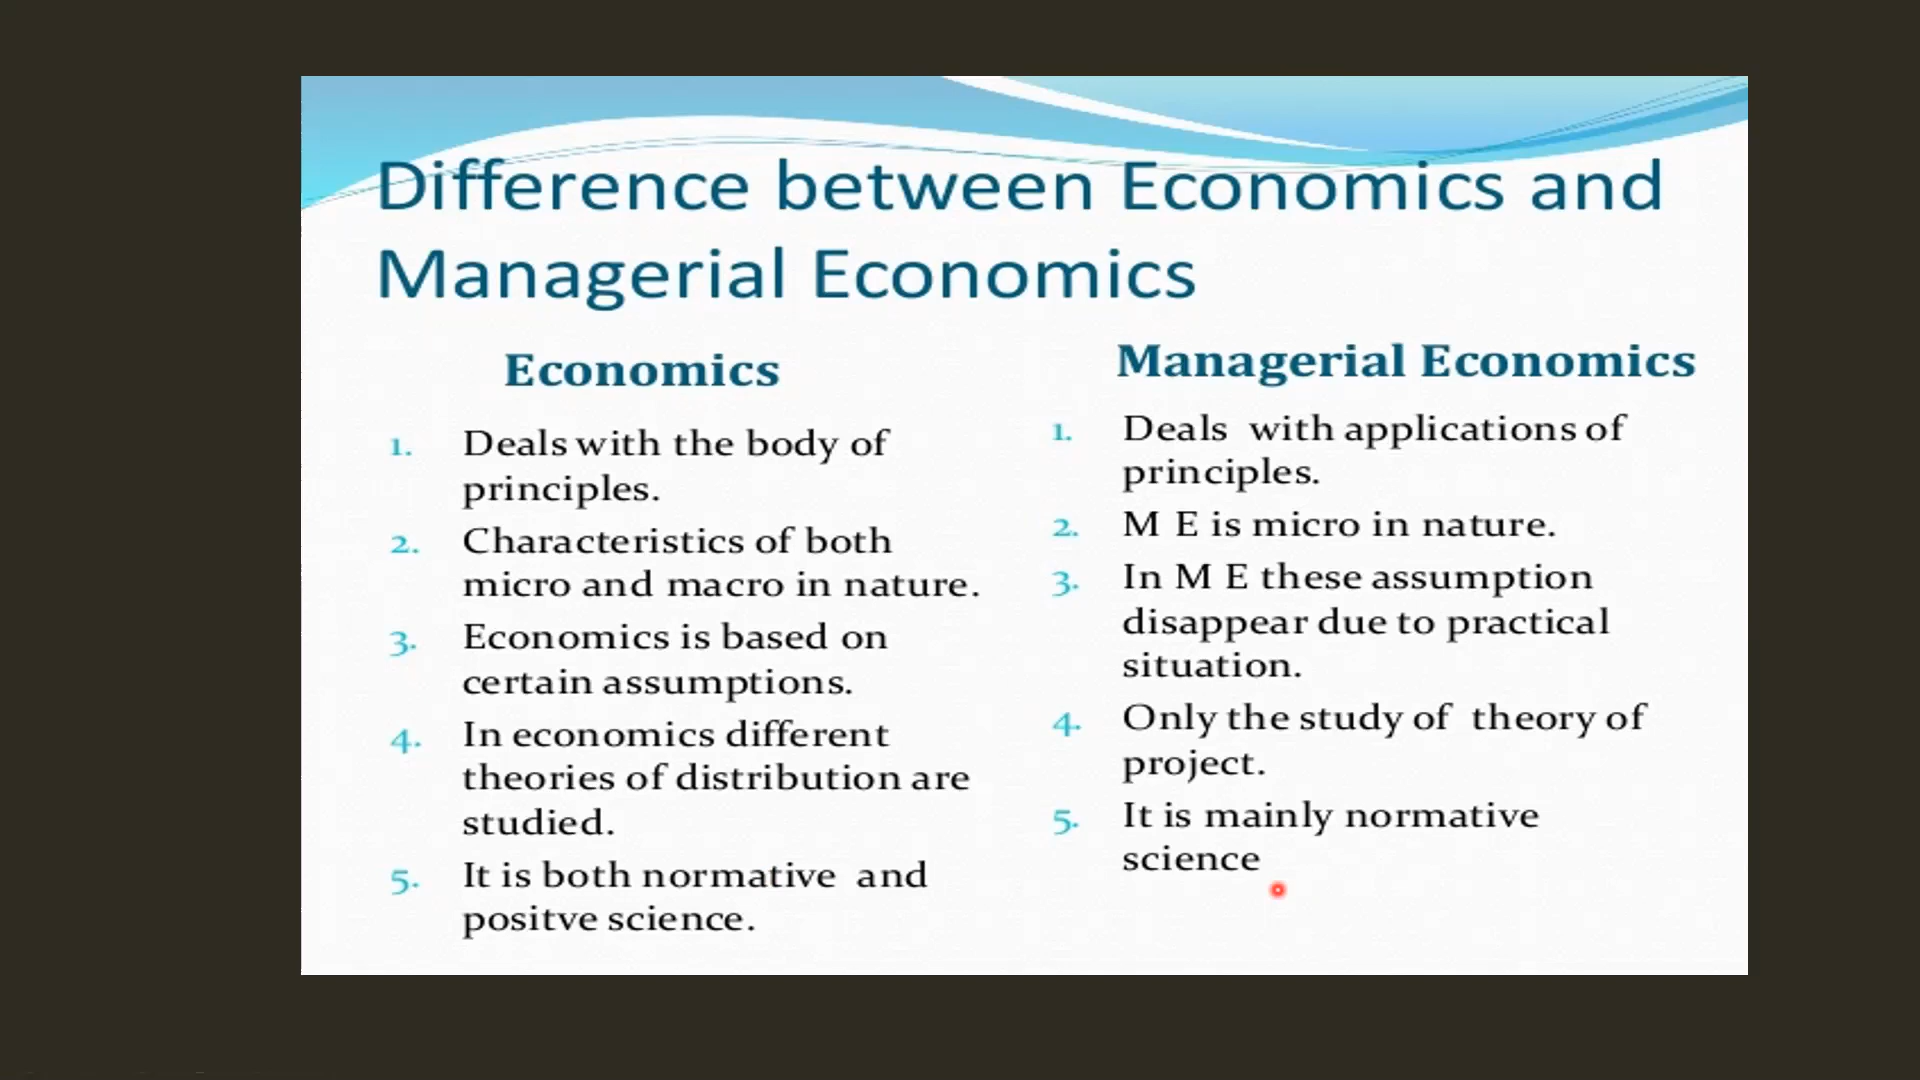 Difference between Economics and
Managerial Economics
Economics
1. Deals with the body of
principles.
2. Characteristics of both
micro and macro in nature.
3. Economics is based on
certain assumptions.
4. In economics different
theories of distribution are
studied.
5. It is both normative and
positve science.
Managerial Economics
1. Deals with applications of
principles.
2. M E is micro in nature.
3. In M E these assumption
disappear due to practical
situation.
4. Only the study of theory of
project.
5. It is mainly normative
science